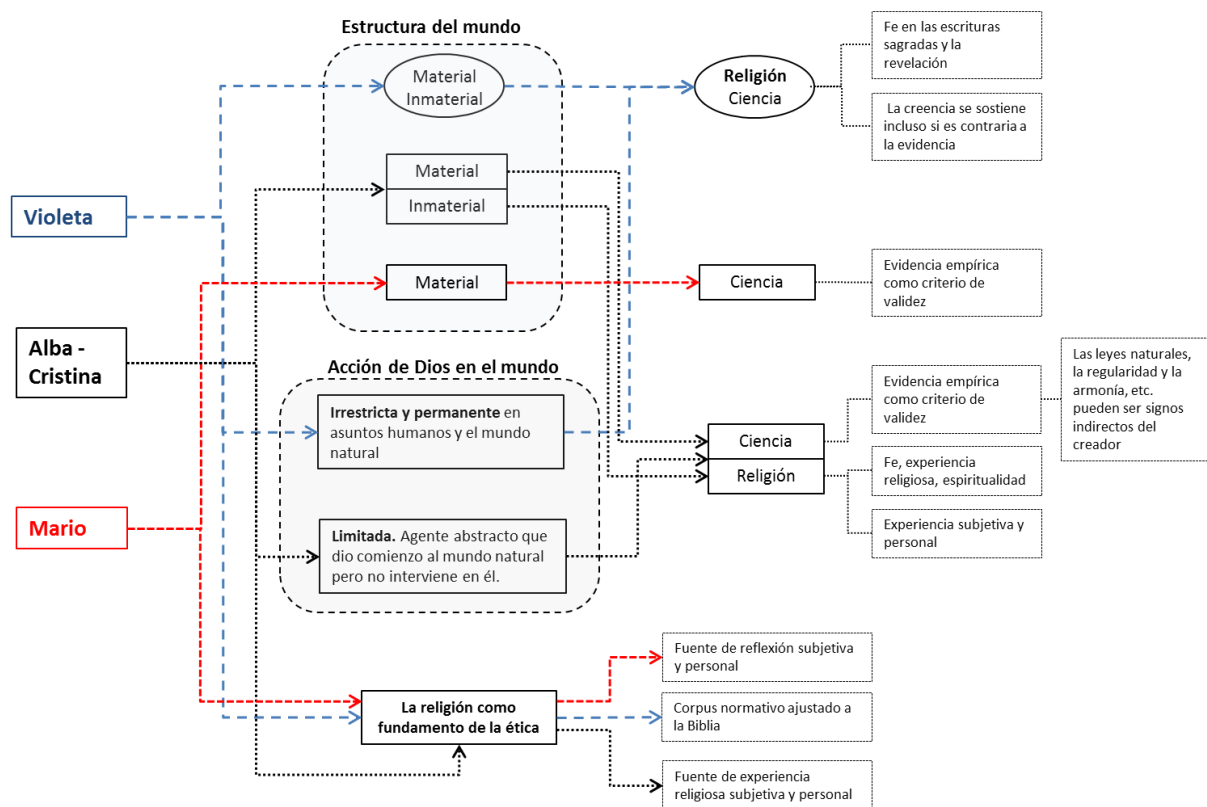 Estructura del mundo
Material
Inmaterial
Religión
Ciencia
Fe en las escrituras
sagradas y la
revelación
La creencia se sostiene
incluso si es contraria a
la evidencia
Material
Inmaterial
Violeta
Material
Ciencia
Evidencia empírica
como criterio de
validez
Alba -
Cristina
Acción de Dios en el mundo
Irrestricta y permanente en
asuntos humanos y el mundo
natural
Evidencia empírica
como criterio de
validez
Las leyes naturales,
la regularidad y la
armonía, etc.
pueden ser signos
indirectos del
creador
Ciencia
Religión
Fe, experiencia
religiosa, espiritualidad
Mario
Limitada. Agente abstracto que
dio comienzo al mundo natural
pero no interviene en él.
Experiencia subjetiva y
personal
La religión como
fundamento de la ética
Fuente de reflexión subjetiva
y personal
Corpus normativo ajustado a
la Biblia
Fuente de experiencia
religiosa subjetiva y personal